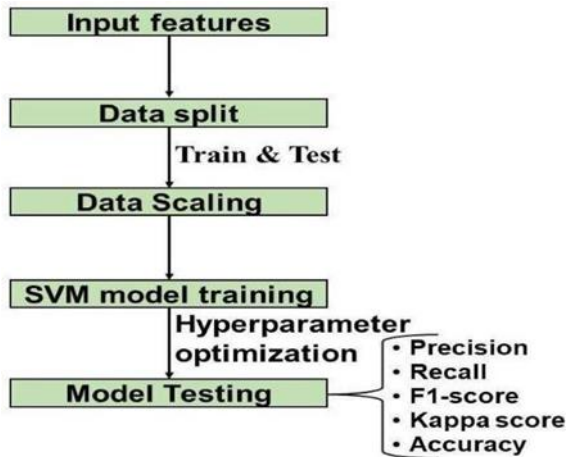 Input features
Data split
Train & Test
Data Scaling
SVM model training
Hyperparameter
optimization
Model Testing
• Precision
• Recall
• F1-score
• Kappa score
• Accuracy